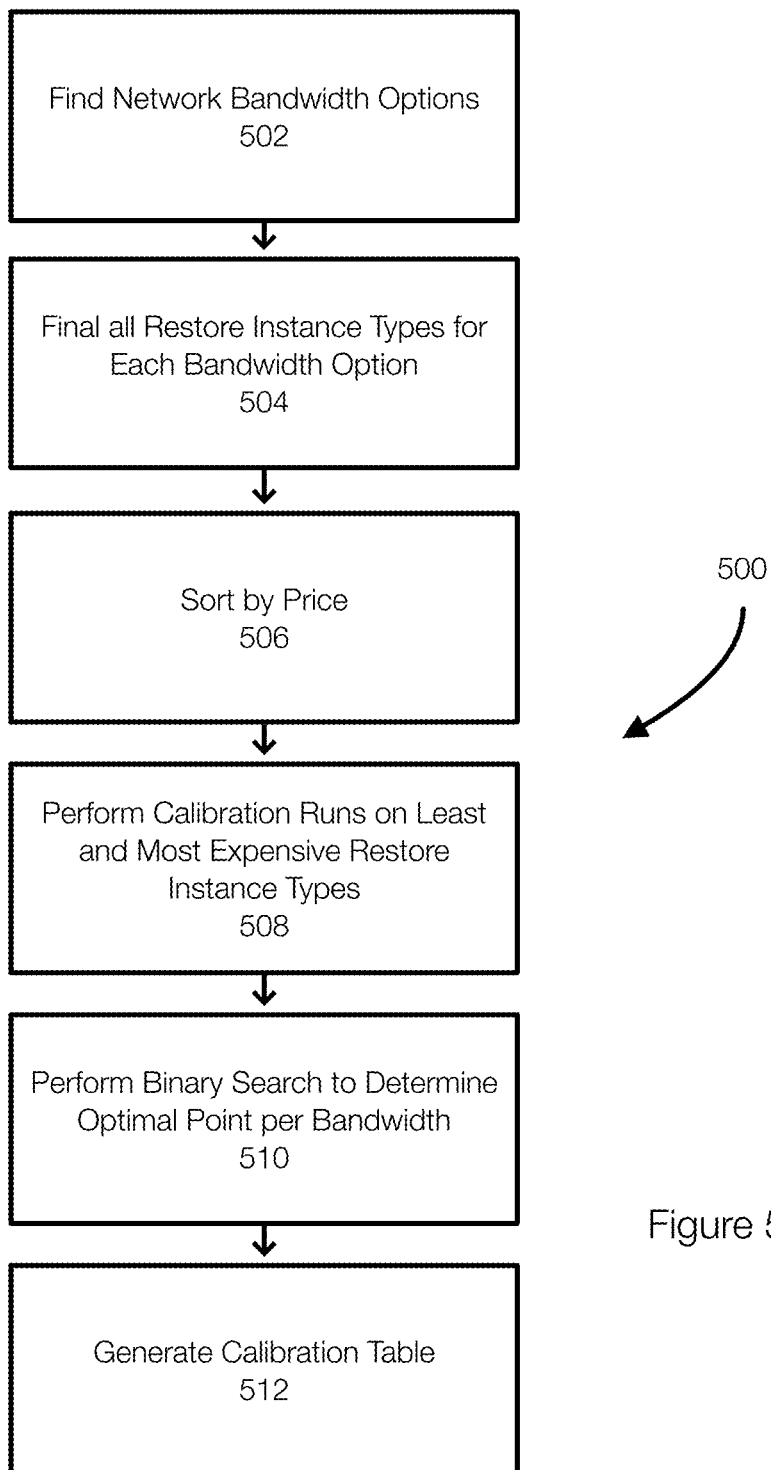 Find Network Bandwidth Options
502
Final all Restore Instance Types for
Each Bandwidth Option
504
Sort by Price
506
500
Perform Calibration Runs on Least
and Most Expensive Restore
Instance Types
508
Perform Binary Search to Determine
Optimal Point per Bandwidth
510
Figure 5
Generate Calibration Table
512